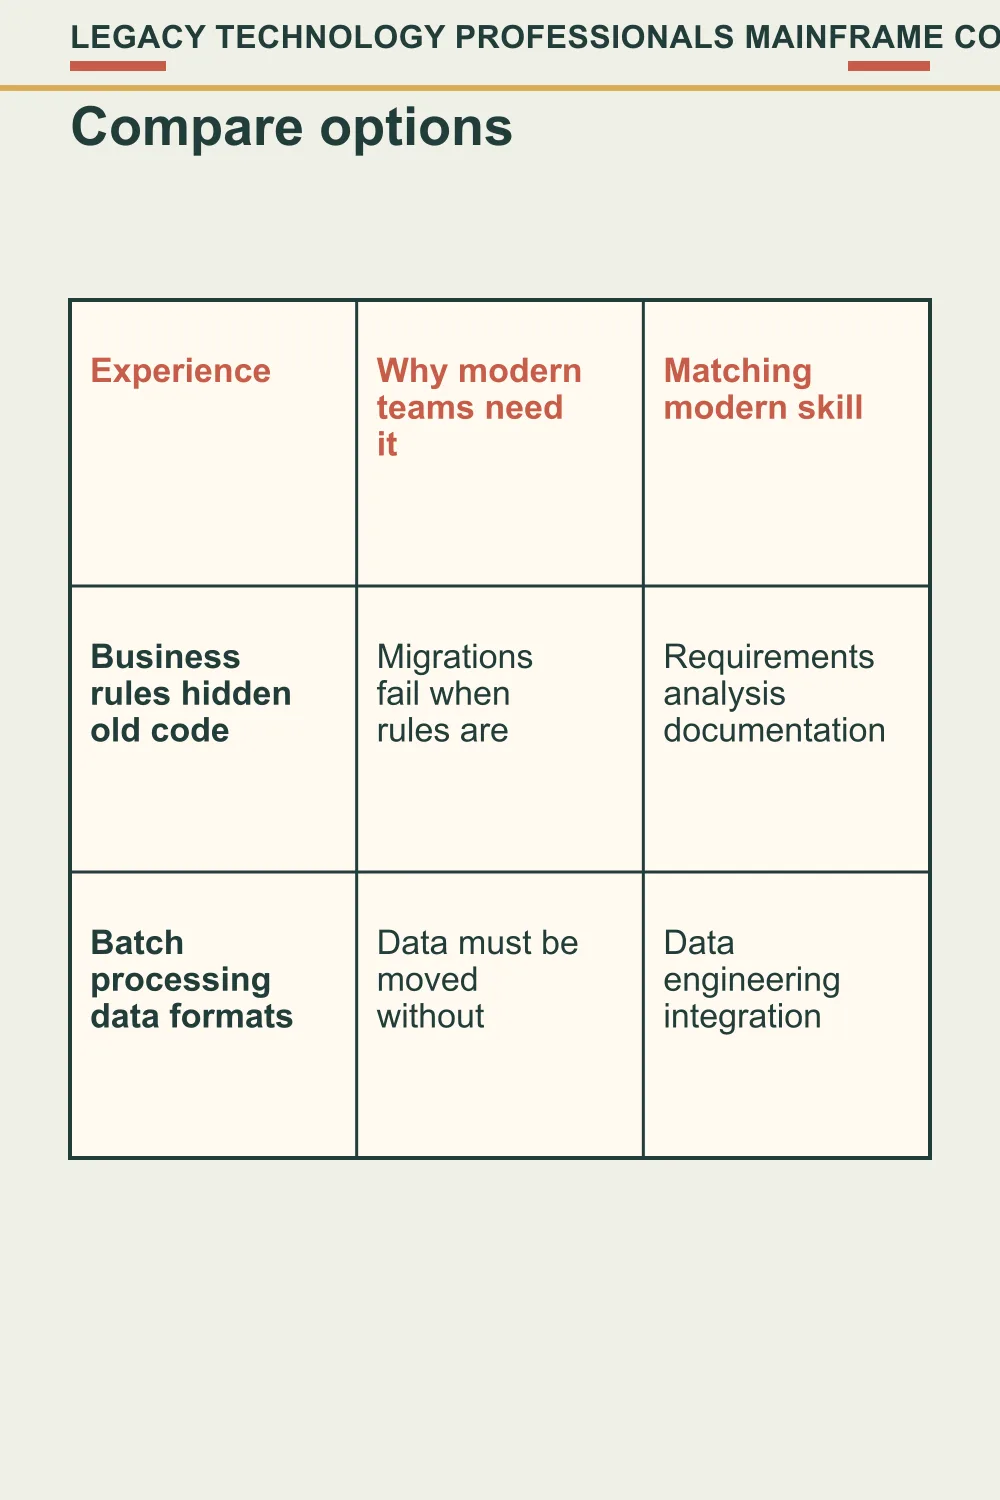 LEGACY TECHNOLOGY PROFESSIONALS MAINFRAME CO
Compare options
Experience
Why modern
teams need
it
Matching
modern skill
Business
rules hidden
old code
Migrations
fail when
rules are
Requirements
analysis
documentation
Batch
processing
data formats
Data must be
moved
without
Data
engineering
integration